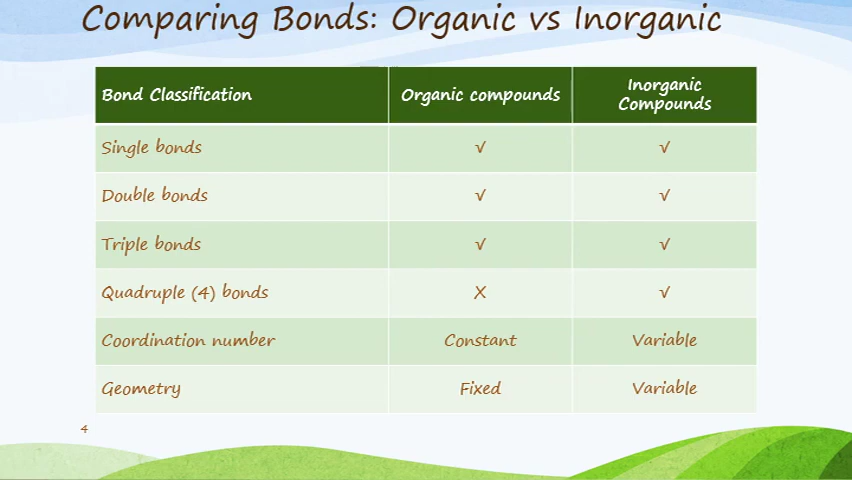 Comparing Bonds: Organic vs Inorganic
Bond Classification Organic compounds Inorganic Compounds
Single bonds √ √
Double bonds √ √
Triple bonds √ √
Quadruple (4) bonds X √
Coordination number Constant Variable
Geometry Fixed Variable
4